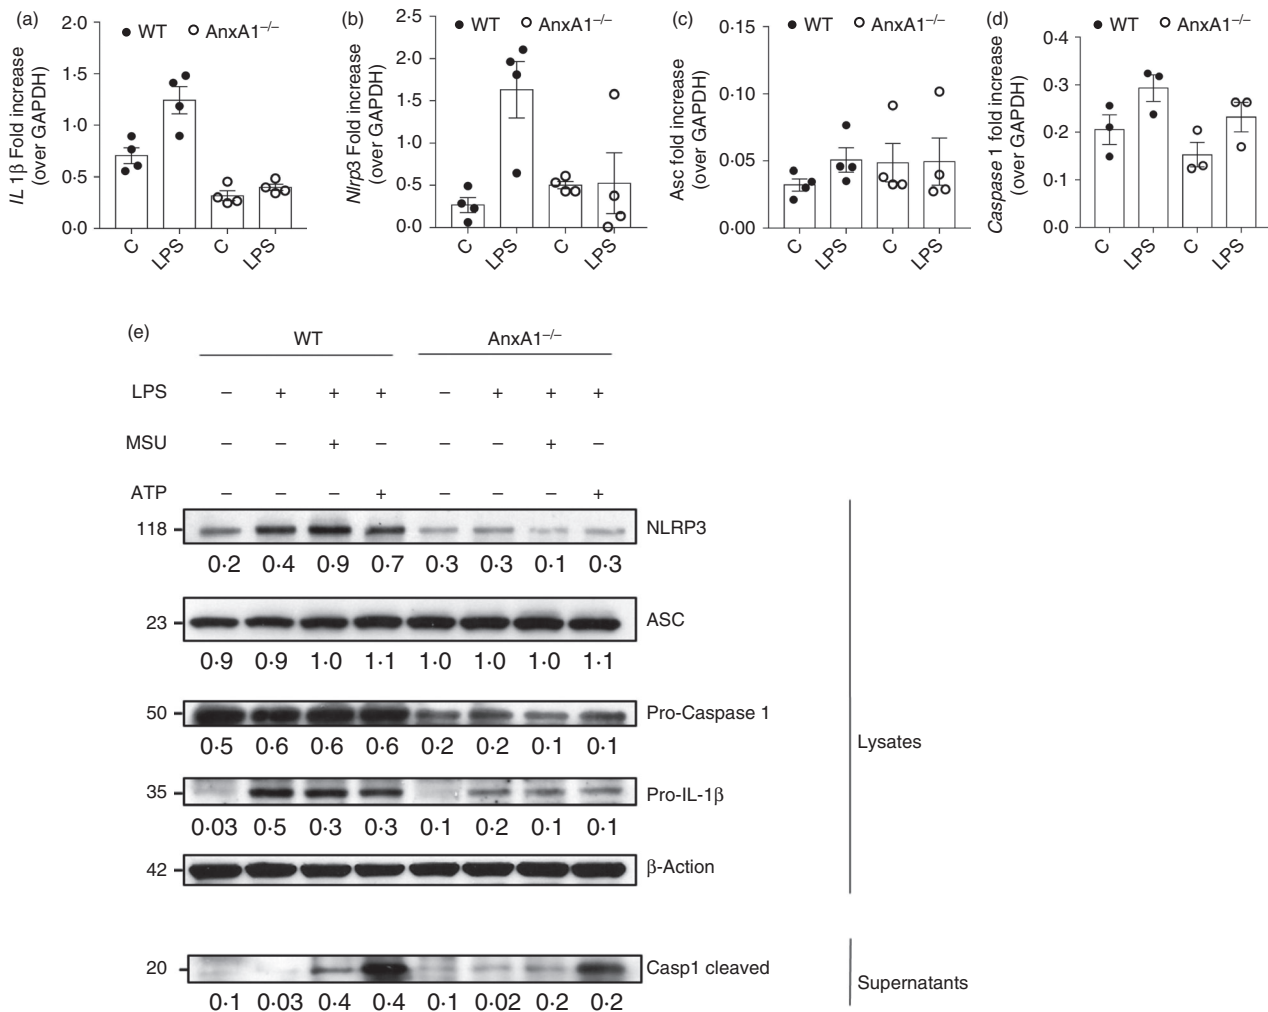 (a)
WT AnxA1−/−
IL 1β Fold increase
(over GAPDH)
2·0
1·5
1·0
0·5
0·0
C LPS C LPS
(b)
WT AnxA1−/−
Nlrp3 Fold increase
(over GAPDH)
2·5
2·0
1·5
1·0
0·5
0·0
C LPS C LPS
(c)
WT AnxA1−/−
Asc fold increase
(over GAPDH)
0·15
0·10
0·05
0·00
C LPS C LPS
(d)
WT AnxA1−/−
Caspase 1 fold increase
(over GAPDH)
0·4
0·3
0·2
0·1
0·0
C LPS C LPS
(e)
WT AnxA1−/−
LPS − + + + − + + +
MSU − − + − − − + −
ATP − − − + − − − +
118 NLRP3
0·2 0·4 0·9 0·7 0·3 0·3 0·1 0·3
23 ASC
0·9 0·9 1·0 1·1 1·0 1·0 1·0 1·1
50 Pro-Caspase 1
0·5 0·6 0·6 0·6 0·2 0·2 0·1 0·1
Lysates
35 Pro-IL-1β
0·03 0·5 0·3 0·3 0·1 0·2 0·1 0·1
42 β-Action
20 Casp1 cleaved
Supernatants
0·1 0·03 0·4 0·4 0·1 0·02 0·2 0·2